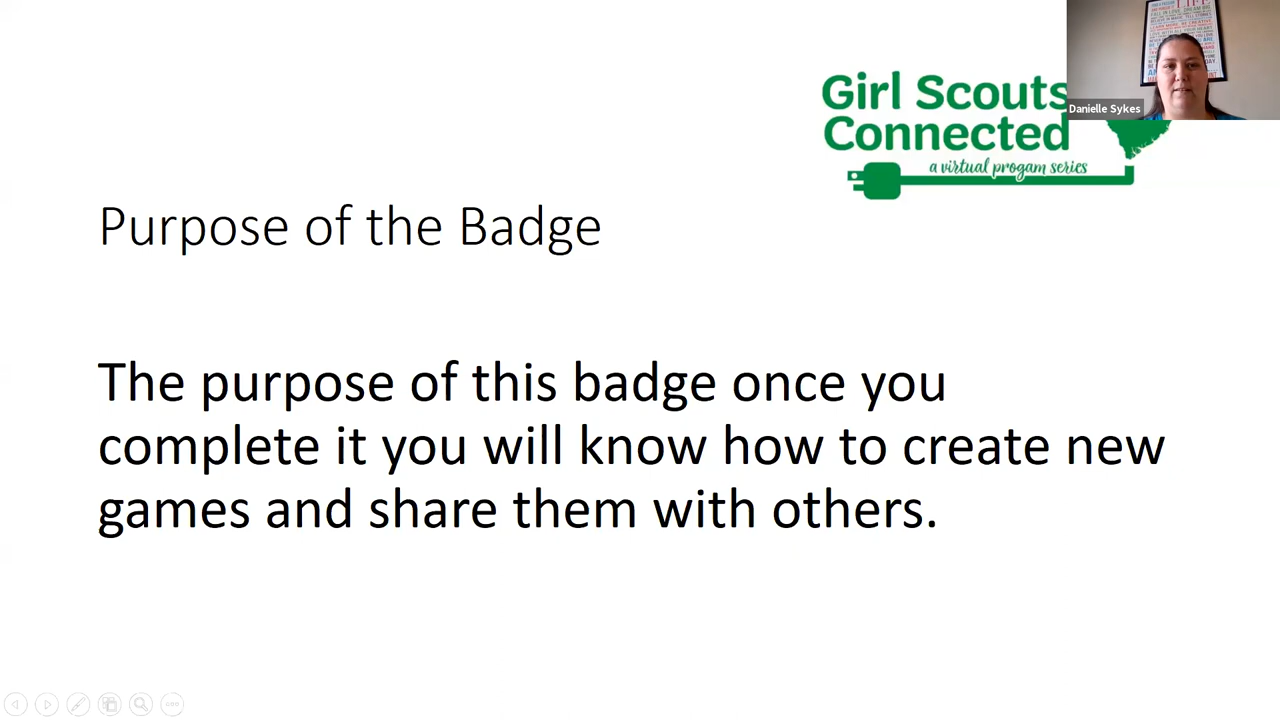 Girl Scouts
Connected
a virtual progam series
Danielle Sykes
Purpose of the Badge
The purpose of this badge once you
complete it you will know how to create new
games and share them with others.